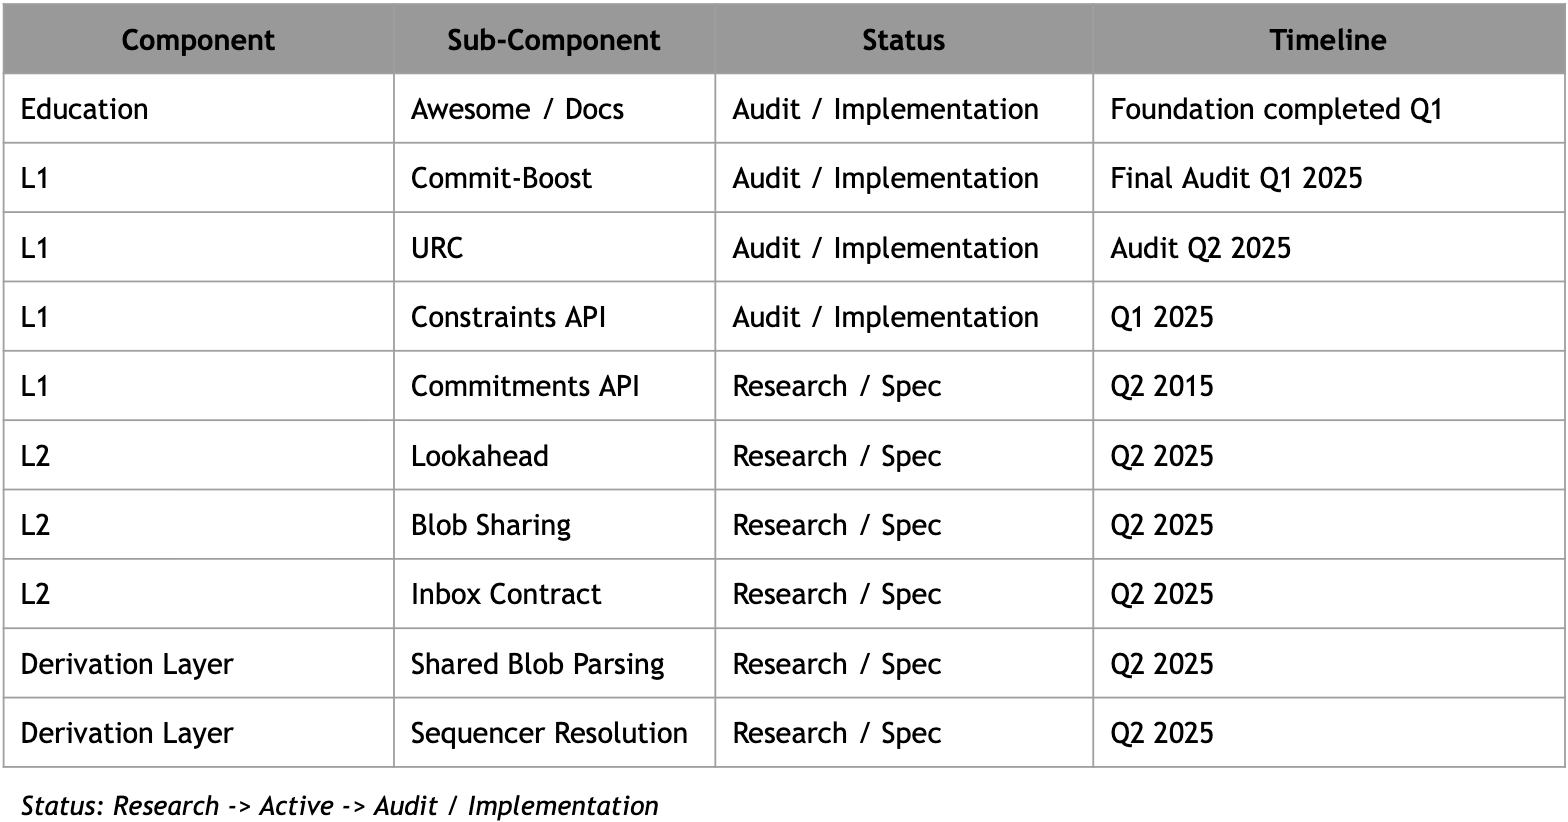 Component Sub-Component Status Timeline
Education Awesome / Docs Audit / Implementation Foundation completed Q1
L1 Commit-Boost Audit / Implementation Final Audit Q1 2025
L1 URC Audit / Implementation Audit Q2 2025
L1 Constraints API Audit / Implementation Q1 2025
L1 Commitments API Research / Spec Q2 2015
L2 Lookahead Research / Spec Q2 2025
L2 Blob Sharing Research / Spec Q2 2025
L2 Inbox Contract Research / Spec Q2 2025
Derivation Layer Shared Blob Parsing Research / Spec Q2 2025
Derivation Layer Sequencer Resolution Research / Spec Q2 2025
Status: Research -> Active -> Audit / Implementation